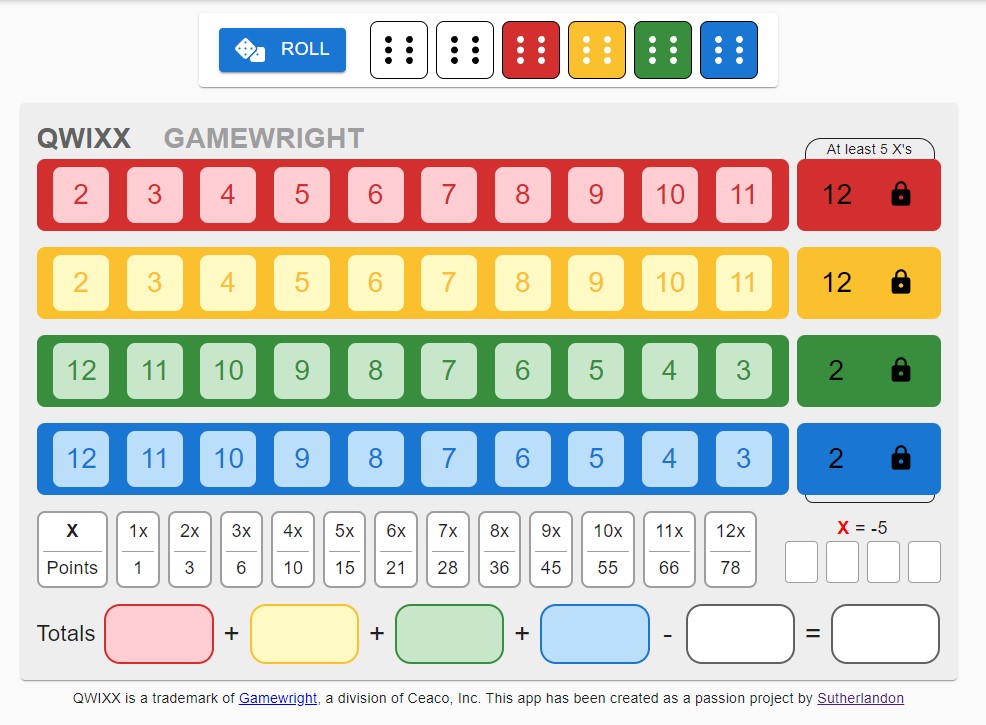 ROLL
QWIXX GAMEWRIGHT
At least 5 X's
2 3 4 5 6 7 8 9 10 11 12
2 3 4 5 6 7 8 9 10 11 12
12 11 10 9 8 7 6 5 4 3 2
12 11 10 9 8 7 6 5 4 3 2
X 1x 2x 3x 4x 5x 6x 7x 8x 9x 10x 11x 12x X = -5
Points 1 3 6 10 15 21 28 36 45 55 66 78
Totals + + + - =
QWIXX is a trademark of Gamewright, a division of Ceaco, Inc. This app has been created as a passion project by Sutherlandon